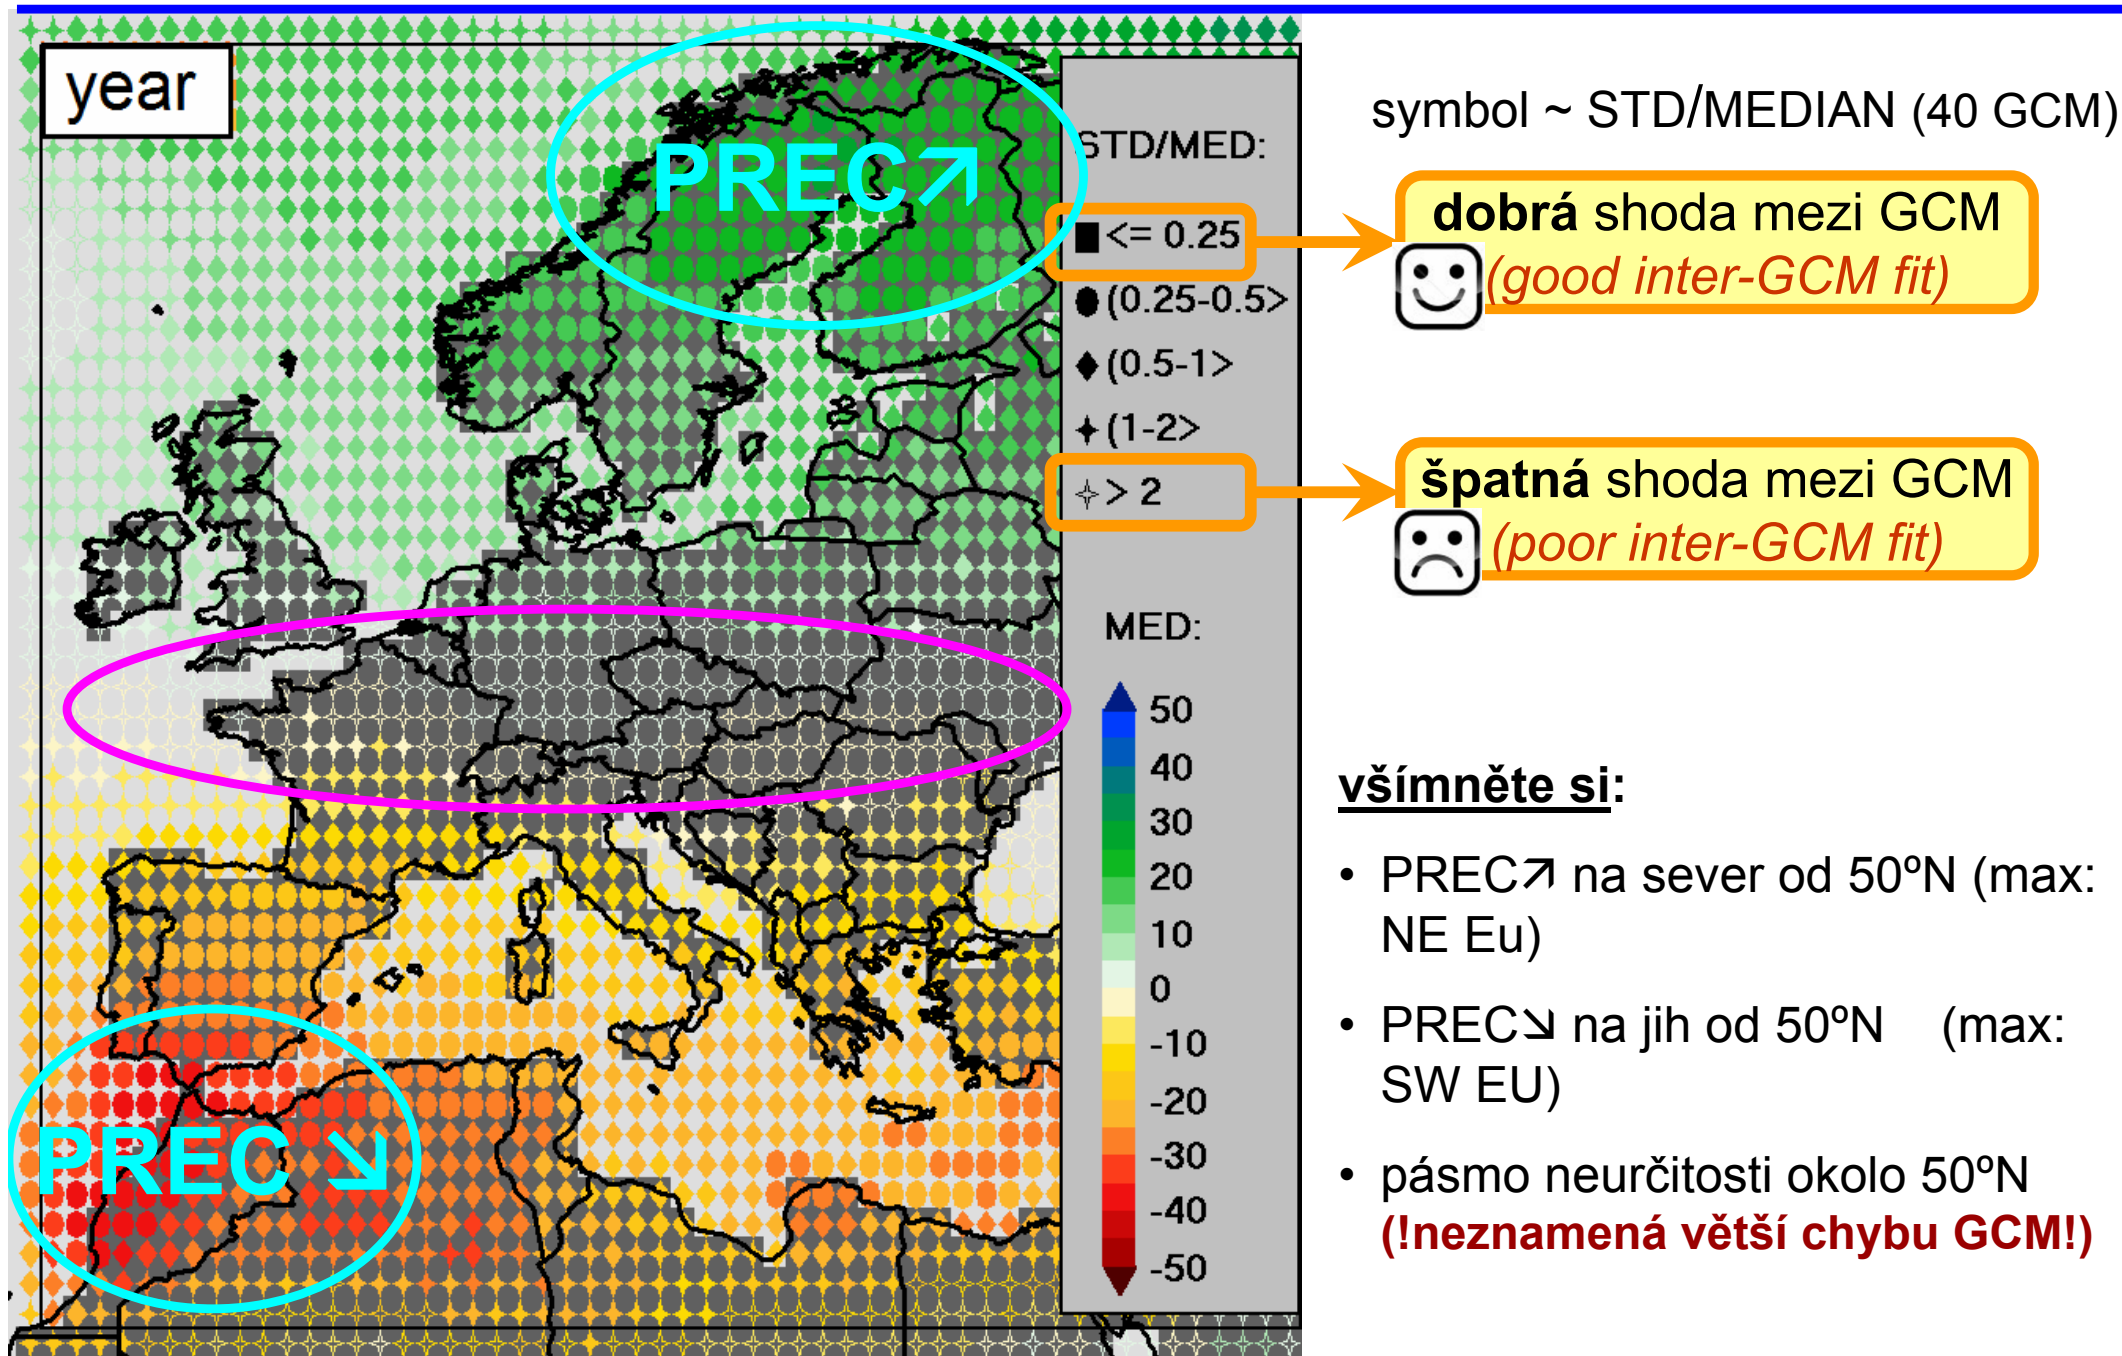 year
PREC↗
PREC ↘
STD/MED:
■ <= 0.25
● (0.25-0.5>
♦ (0.5-1>
✦ (1-2>
✧ > 2
MED:
50
40
30
20
10
0
-10
-20
-30
-40
-50
symbol ~ STD/MEDIAN (40 GCM)
dobrá shoda mezi GCM
(good inter-GCM fit)
špatná shoda mezi GCM
(poor inter-GCM fit)
všímněte si:
• PREC↗ na sever od 50ºN (max:
NE Eu)
• PREC↘ na jih od 50ºN (max:
SW EU)
• pásmo neurčitosti okolo 50ºN
(!neznamená větší chybu GCM!)